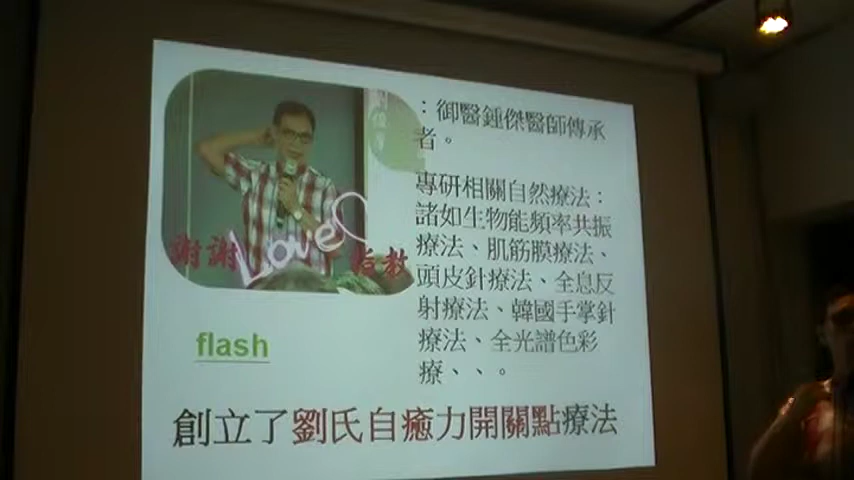 ：御醫鍾傑醫師傳承
者。
專研相關自然療法：
諸如生物能頻率共振
療法、肌筋膜療法、
頭皮針療法、全息反
射療法、韓國手掌針
療法、全光譜色彩
療、、。
謝謝
指教
Love
flash
創立了劉氏自癒力開關點療法